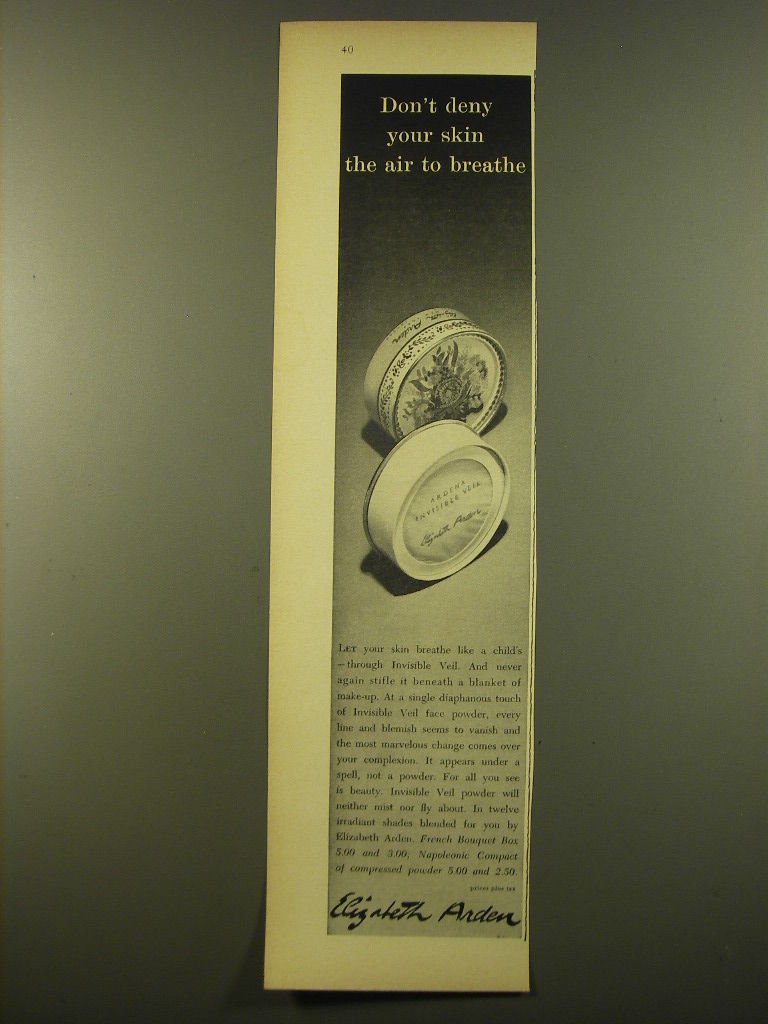 40
Don't deny
your skin
the air to breathe
Elizabeth Arden
ARDENA
INVISIBLE VEIL
Elizabeth Arden
LET your skin breathe like a child's
—through Invisible Veil. And never
again stifle it beneath a blanket of
make-up. At a single diaphanous touch
of Invisible Veil face powder, every
line and blemish seems to vanish and
the most marvelous change comes over
your complexion. It appears under a
spell, not a powder. For all you see
is beauty. Invisible Veil powder will
neither mist nor fly about. In twelve
irradiant shades blended for you by
Elizabeth Arden. French Bouquet Box
5.00 and 3.00; Napoleonic Compact
of compressed powder 5.00 and 2.50.
prices plus tax
Elizabeth Arden